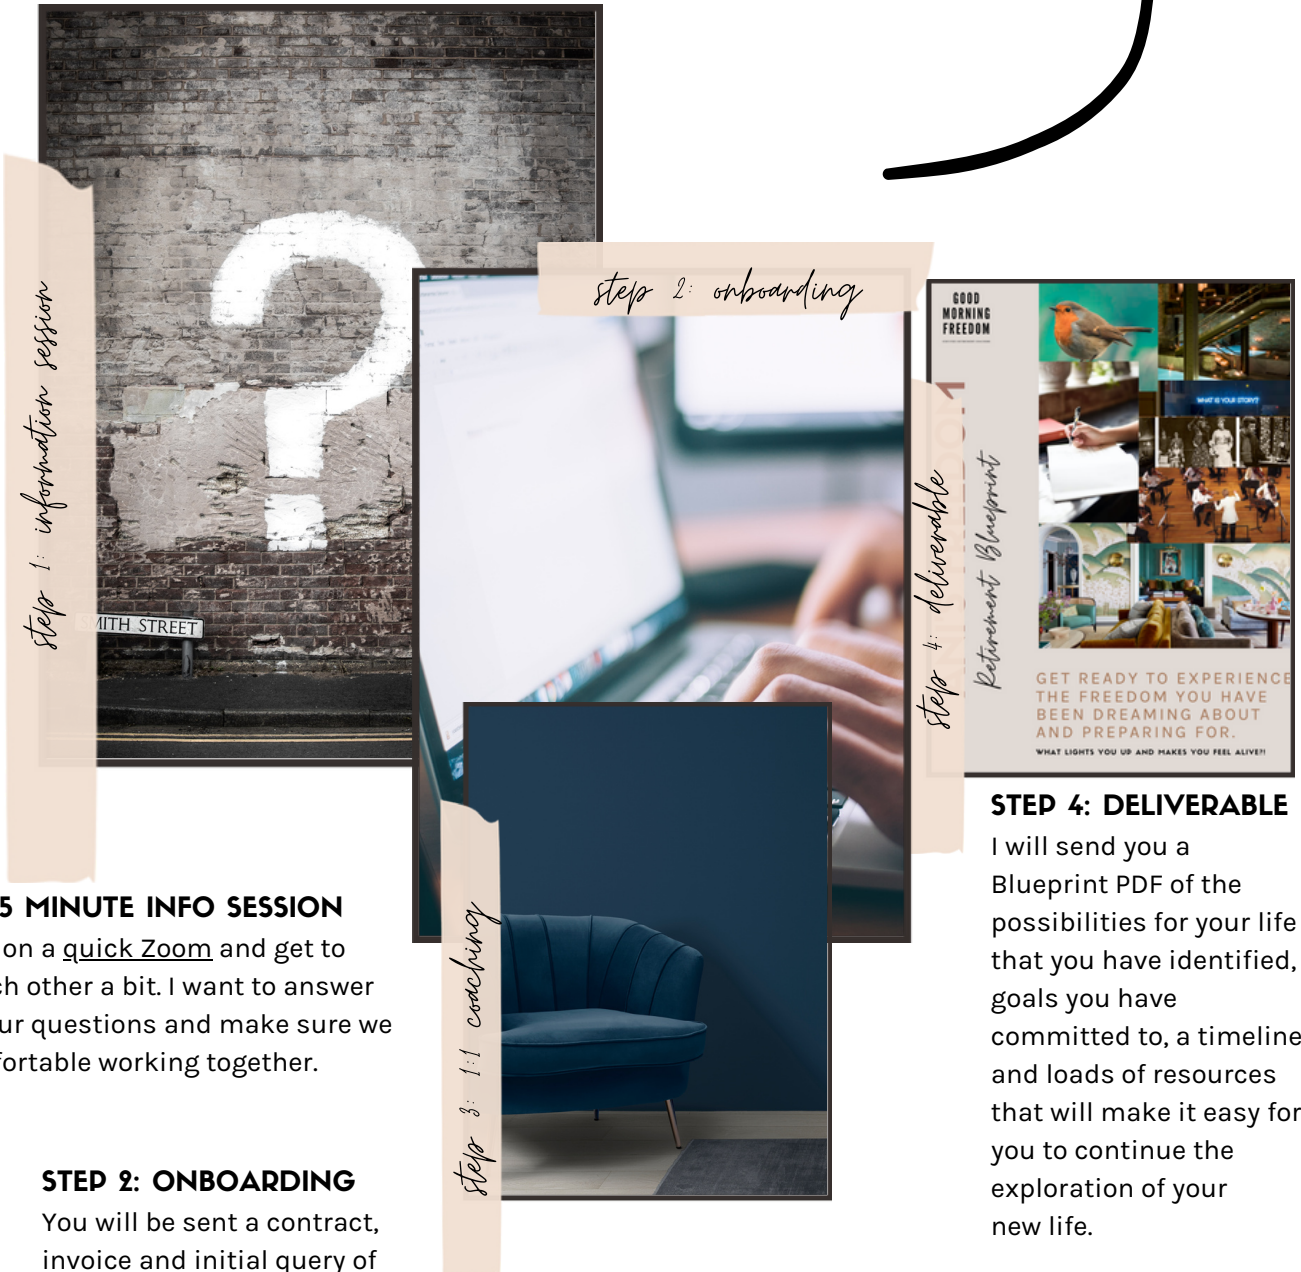 step 1: information session
SMITH STREET
step 2: onboarding
GOOD
MORNING
FREEDOM
WHAT IS YOUR STORY?
step 4: deliverable
Retirement Blueprint
GET READY TO EXPERIENCE
THE FREEDOM YOU HAVE
BEEN DREAMING ABOUT
AND PREPARING FOR.
WHAT LIGHTS YOU UP AND MAKES YOU FEEL ALIVE?!
step 3: 1:1 coaching
5 MINUTE INFO SESSION
on a quick Zoom and get to
ch other a bit. I want to answer
ur questions and make sure we
fortable working together.
STEP 2: ONBOARDING
You will be sent a contract,
invoice and initial query of
STEP 4: DELIVERABLE
I will send you a
Blueprint PDF of the
possibilities for your life
that you have identified,
goals you have
committed to, a timeline
and loads of resources
that will make it easy for
you to continue the
exploration of your
new life.